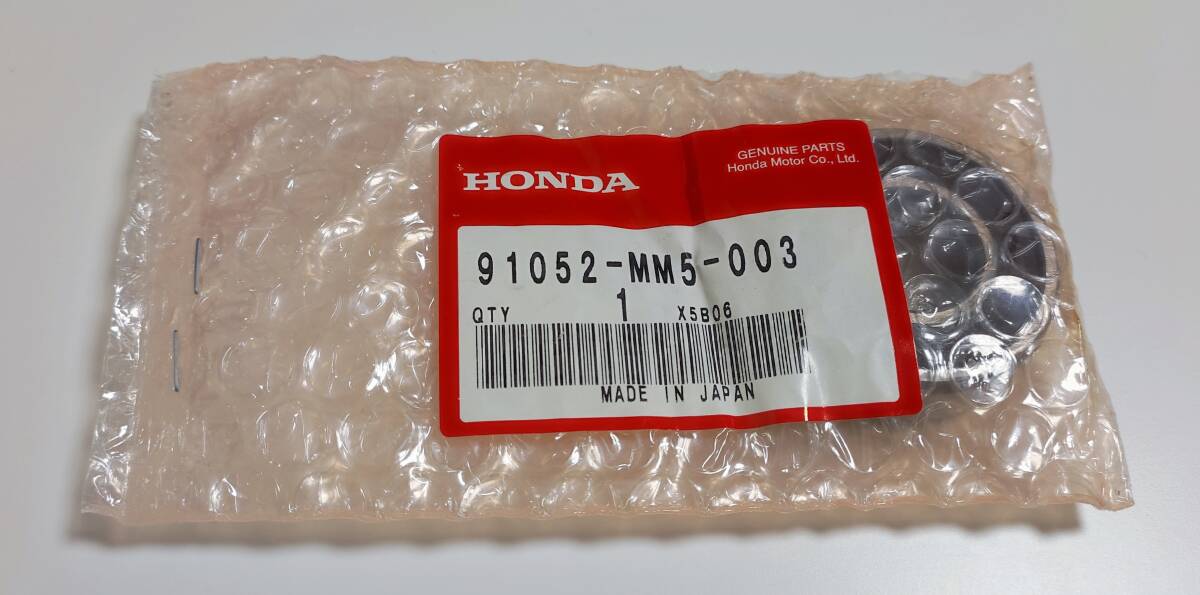 HONDA
GENUINE PARTS
Honda Motor Co., Ltd.
91052-MM5-003
QTY 1 X5B06
MADE IN JAPAN